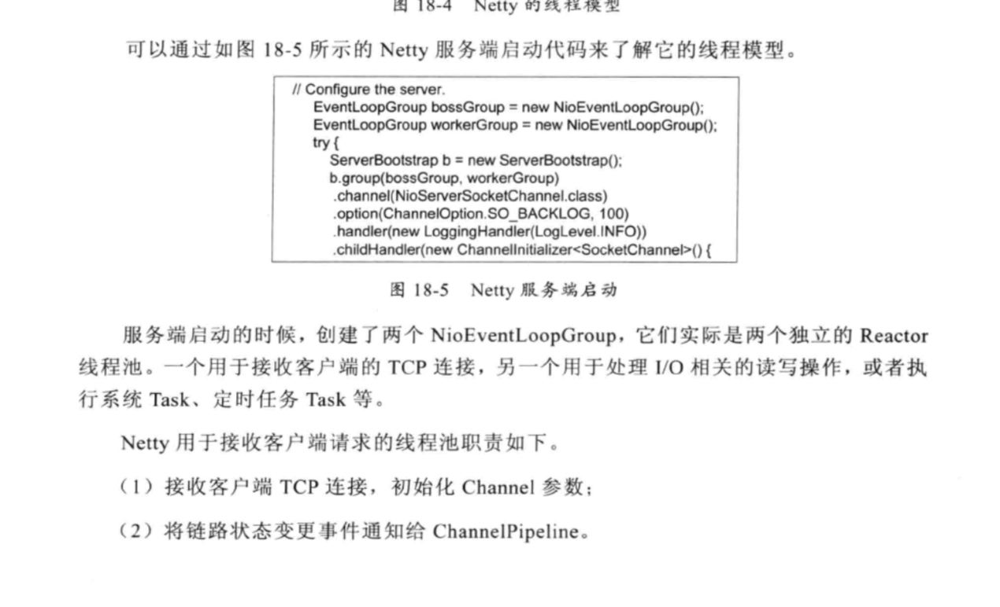 图 18-4 Netty 的线程模型
可以通过如图 18-5 所示的 Netty 服务端启动代码来了解它的线程模型。
// Configure the server.
EventLoopGroup bossGroup = new NioEventLoopGroup();
EventLoopGroup workerGroup = new NioEventLoopGroup();
try {
ServerBootstrap b = new ServerBootstrap();
b.group(bossGroup, workerGroup)
.channel(NioServerSocketChannel.class)
.option(ChannelOption.SO_BACKLOG, 100)
.handler(new LoggingHandler(LogLevel.INFO))
.childHandler(new ChannelInitializer<SocketChannel>() {
图 18-5 Netty 服务端启动
服务端启动的时候，创建了两个 NioEventLoopGroup，它们实际是两个独立的 Reactor
线程池。一个用于接收客户端的 TCP 连接，另一个用于处理 I/O 相关的读写操作，或者执
行系统 Task、定时任务 Task 等。
Netty 用于接收客户端请求的线程池职责如下。
（1）接收客户端 TCP 连接，初始化 Channel 参数；
（2）将链路状态变更事件通知给 ChannelPipeline。